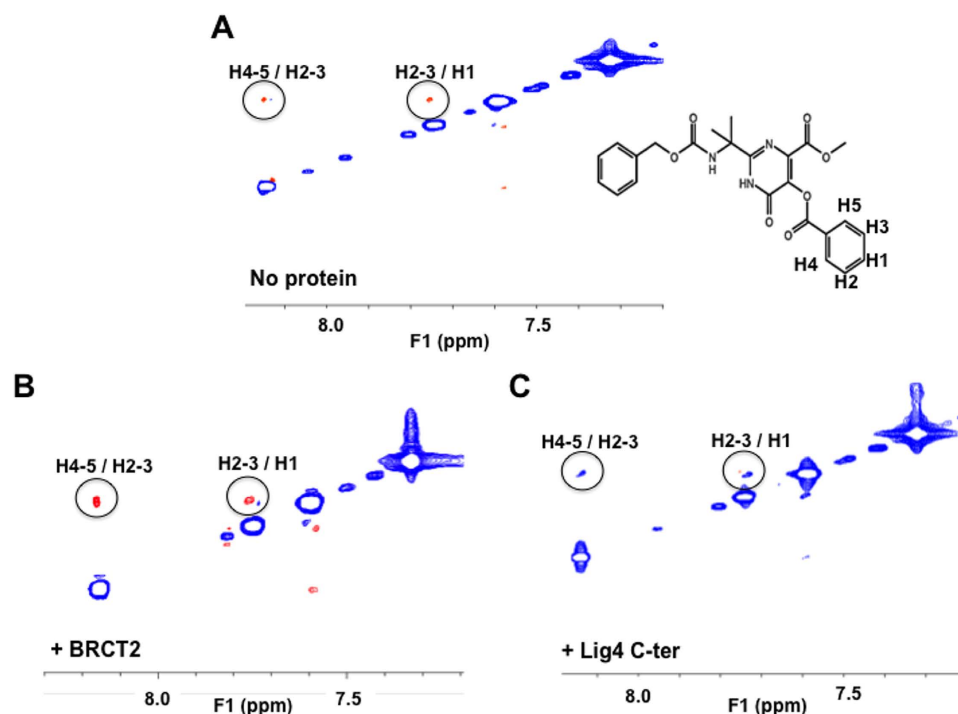 A
H4-5 / H2-3
H2-3 / H1
O
O
N
H
N
HN
O
O
O
O
O
H5
H3
H1
H4
H2
No protein
8.0
7.5
F1 (ppm)
B
H4-5 / H2-3
H2-3 / H1
+ BRCT2
8.0
7.5
F1 (ppm)
C
H4-5 / H2-3
H2-3 / H1
+ Lig4 C-ter
8.0
7.5
F1 (ppm)